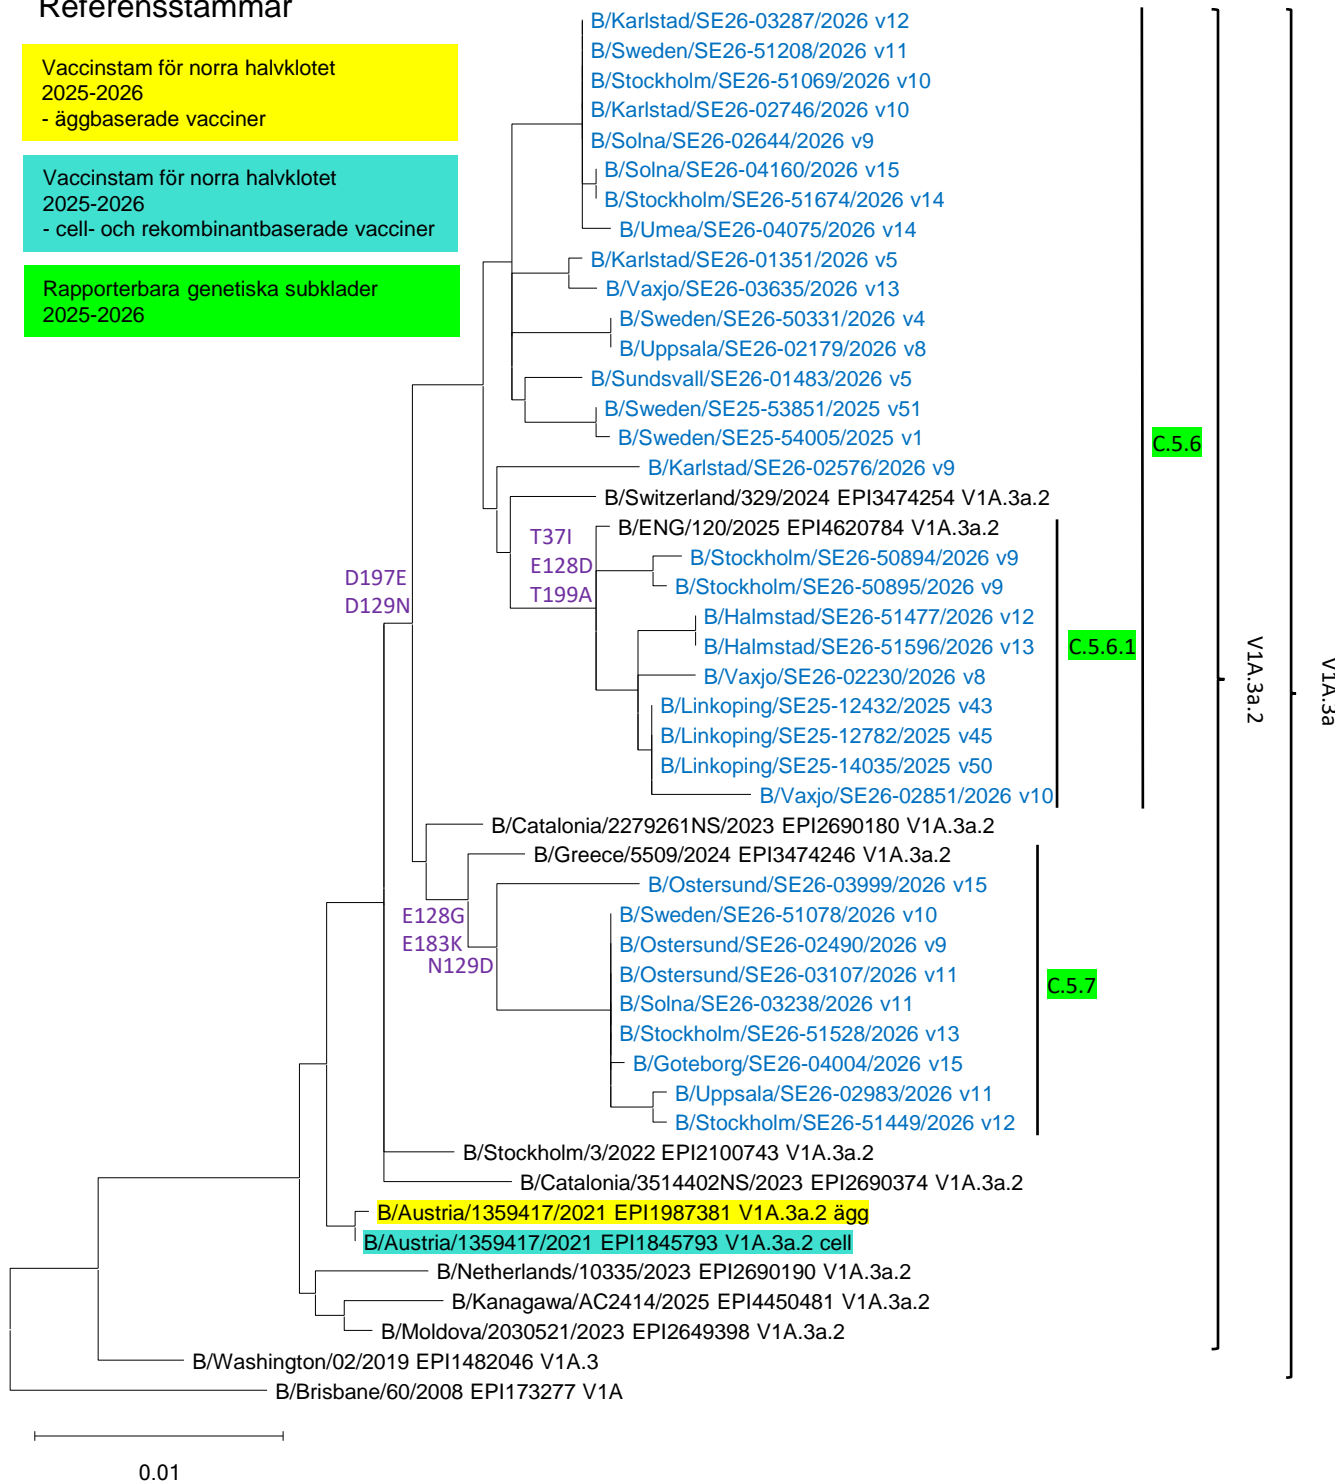 Referensstammar
Vaccinstam för norra halvklotet
2025-2026
- äggbaserade vacciner
Vaccinstam för norra halvklotet
2025-2026
- cell- och rekombinantbaserade vacciner
Rapporterbara genetiska subklader
2025-2026
B/Karlstad/SE26-03287/2026 v12
B/Sweden/SE26-51208/2026 v11
B/Stockholm/SE26-51069/2026 v10
B/Karlstad/SE26-02746/2026 v10
B/Solna/SE26-02644/2026 v9
B/Solna/SE26-04160/2026 v15
B/Stockholm/SE26-51674/2026 v14
B/Umea/SE26-04075/2026 v14
B/Karlstad/SE26-01351/2026 v5
B/Vaxjo/SE26-03635/2026 v13
B/Sweden/SE26-50331/2026 v4
B/Uppsala/SE26-02179/2026 v8
B/Sundsvall/SE26-01483/2026 v5
B/Sweden/SE25-53851/2025 v51
B/Sweden/SE25-54005/2025 v1
C.5.6
B/Karlstad/SE26-02576/2026 v9
B/Switzerland/329/2024 EPI3474254 V1A.3a.2
B/ENG/120/2025 EPI4620784 V1A.3a.2
T37I
E128D
T199A
B/Stockholm/SE26-50894/2026 v9
B/Stockholm/SE26-50895/2026 v9
D197E
D129N
B/Halmstad/SE26-51477/2026 v12
B/Halmstad/SE26-51596/2026 v13
C.5.6.1
B/Vaxjo/SE26-02230/2026 v8
V1A.3a.2
V1A.3a
B/Linkoping/SE25-12432/2025 v43
B/Linkoping/SE25-12782/2025 v45
B/Linkoping/SE25-14035/2025 v50
B/Vaxjo/SE26-02851/2026 v10
B/Catalonia/2279261NS/2023 EPI2690180 V1A.3a.2
B/Greece/5509/2024 EPI3474246 V1A.3a.2
B/Ostersund/SE26-03999/2026 v15
E128G
E183K
N129D
B/Sweden/SE26-51078/2026 v10
B/Ostersund/SE26-02490/2026 v9
B/Ostersund/SE26-03107/2026 v11
C.5.7
B/Solna/SE26-03238/2026 v11
B/Stockholm/SE26-51528/2026 v13
B/Goteborg/SE26-04004/2026 v15
B/Uppsala/SE26-02983/2026 v11
B/Stockholm/SE26-51449/2026 v12
B/Stockholm/3/2022 EPI2100743 V1A.3a.2
B/Catalonia/3514402NS/2023 EPI2690374 V1A.3a.2
B/Austria/1359417/2021 EPI1987381 V1A.3a.2 ägg
B/Austria/1359417/2021 EPI1845793 V1A.3a.2 cell
B/Netherlands/10335/2023 EPI2690190 V1A.3a.2
B/Kanagawa/AC2414/2025 EPI4450481 V1A.3a.2
B/Moldova/2030521/2023 EPI2649398 V1A.3a.2
B/Washington/02/2019 EPI1482046 V1A.3
B/Brisbane/60/2008 EPI173277 V1A
0.01